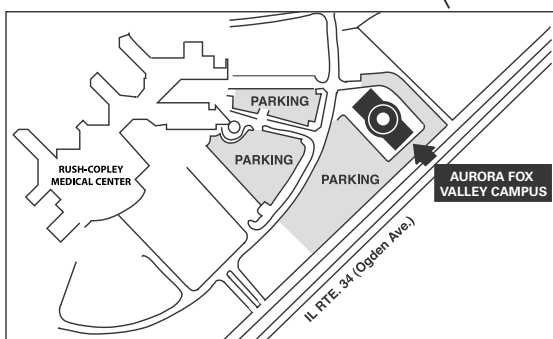 PARKING
PARKING
RUSH-COPLEY
MEDICAL CENTER
PARKING
AURORA FOX
VALLEY CAMPUS
IL RTE. 34 (Ogden Ave.)